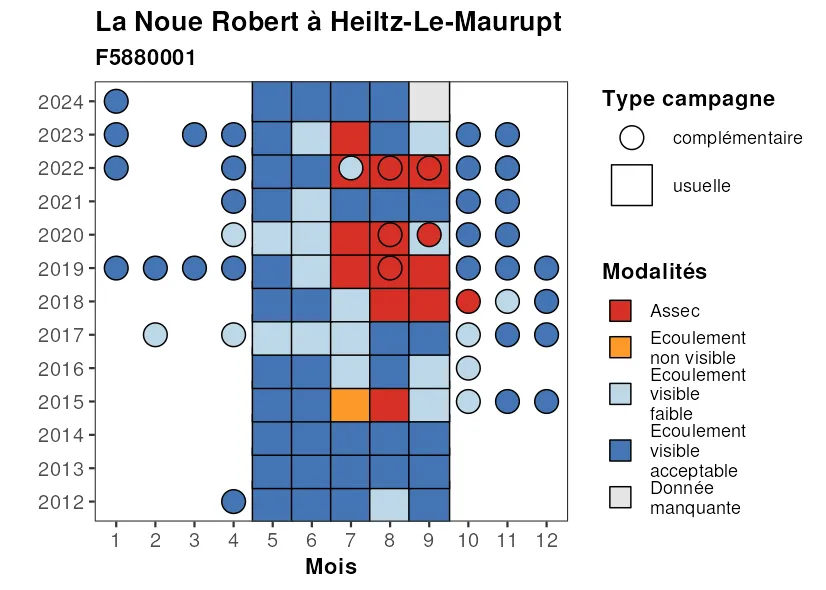 La Noue Robert à Heiltz-Le-Maurupt
F5880001
2024
2023
2022
2021
2020
2019
2018
2017
2016
2015
2014
2013
2012
1 2 3 4 5 6 7 8 9 10 11 12
Mois
Type campagne
complémentaire
usuelle
Modalités
Assec
Ecoulement
non visible
Ecoulement
visible
faible
Ecoulement
visible
acceptable
Donnée
manquante